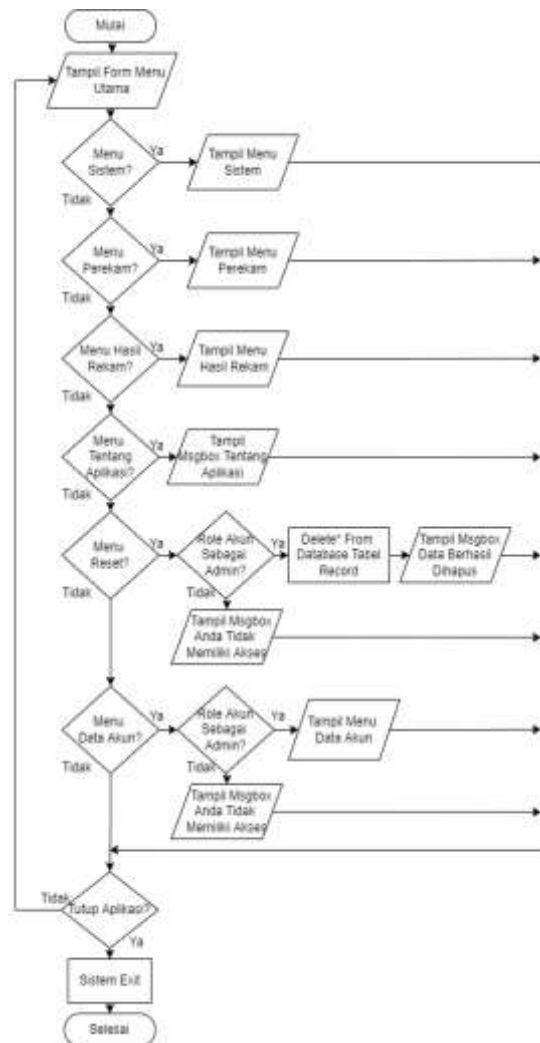 Mulai
Tampil Form Menu
Utama
Menu
Sistem?
Ya
Tampil Menu
Sistem
Tidak
Menu
Perekam?
Ya
Tampil Menu
Perekam
Tidak
Menu Hasil
Rekam?
Ya
Tampil Menu
Hasil Rekam
Tidak
Menu
Tentang
Aplikasi?
Ya
Tampil
Msgbox Tentang
Aplikasi
Tidak
Menu
Reset?
Ya
Role Akun
Sebagai
Admin?
Ya
Delete* From
Database Tabel
Record
Tampil Msgbox
Data Berhasil
Dihapus
Tidak
Tidak
Tampil Msgbox
Anda Tidak
Memiliki Akses
Menu
Data Akun?
Ya
Role Akun
Sebagai
Admin?
Ya
Tampil Menu
Data Akun
Tidak
Tidak
Tampil Msgbox
Anda Tidak
Memiliki Akses
Tidak
Tutup Aplikasi?
Ya
Sistem Exit
Selesai